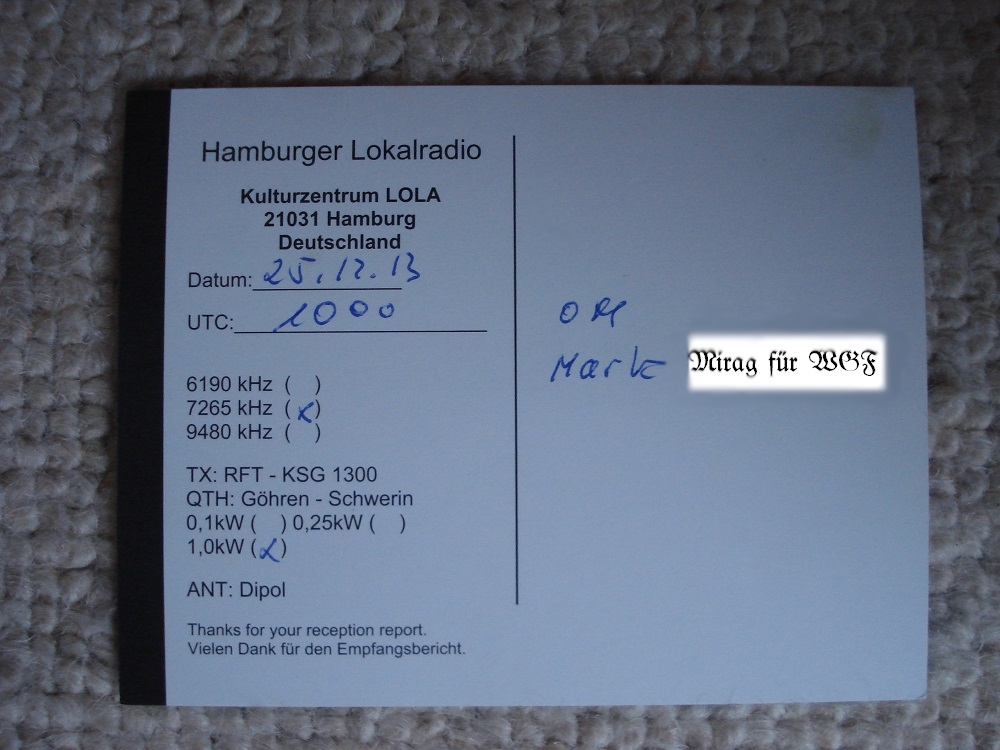 Hamburger Lokalradio
Kulturzentrum LOLA
21031 Hamburg
Deutschland
Datum: 25.12.13
UTC: 1000
6190 kHz ( )
7265 kHz (x)
9480 kHz ( )
TX: RFT - KSG 1300
QTH: Göhren - Schwerin
0,1kW ( ) 0,25kW ( )
1,0kW (x)
ANT: Dipol
Thanks for your reception report.
Vielen Dank für den Empfangsbericht.
OM
Mark Mirag für WGF